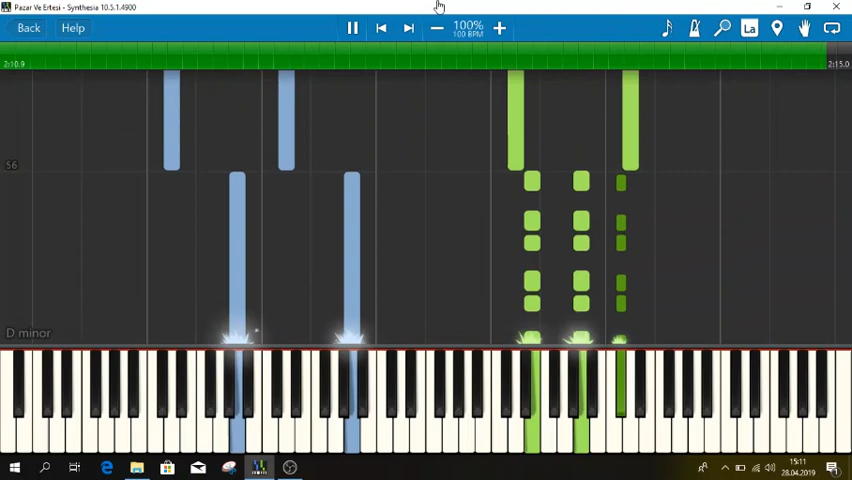 Pazar Ve Ertesi - Synthesia 10.5.1.4900
Back Help 100% La
100 BPM
2:10.9 2:15.0
56
D minor
15:11
28.04.2019